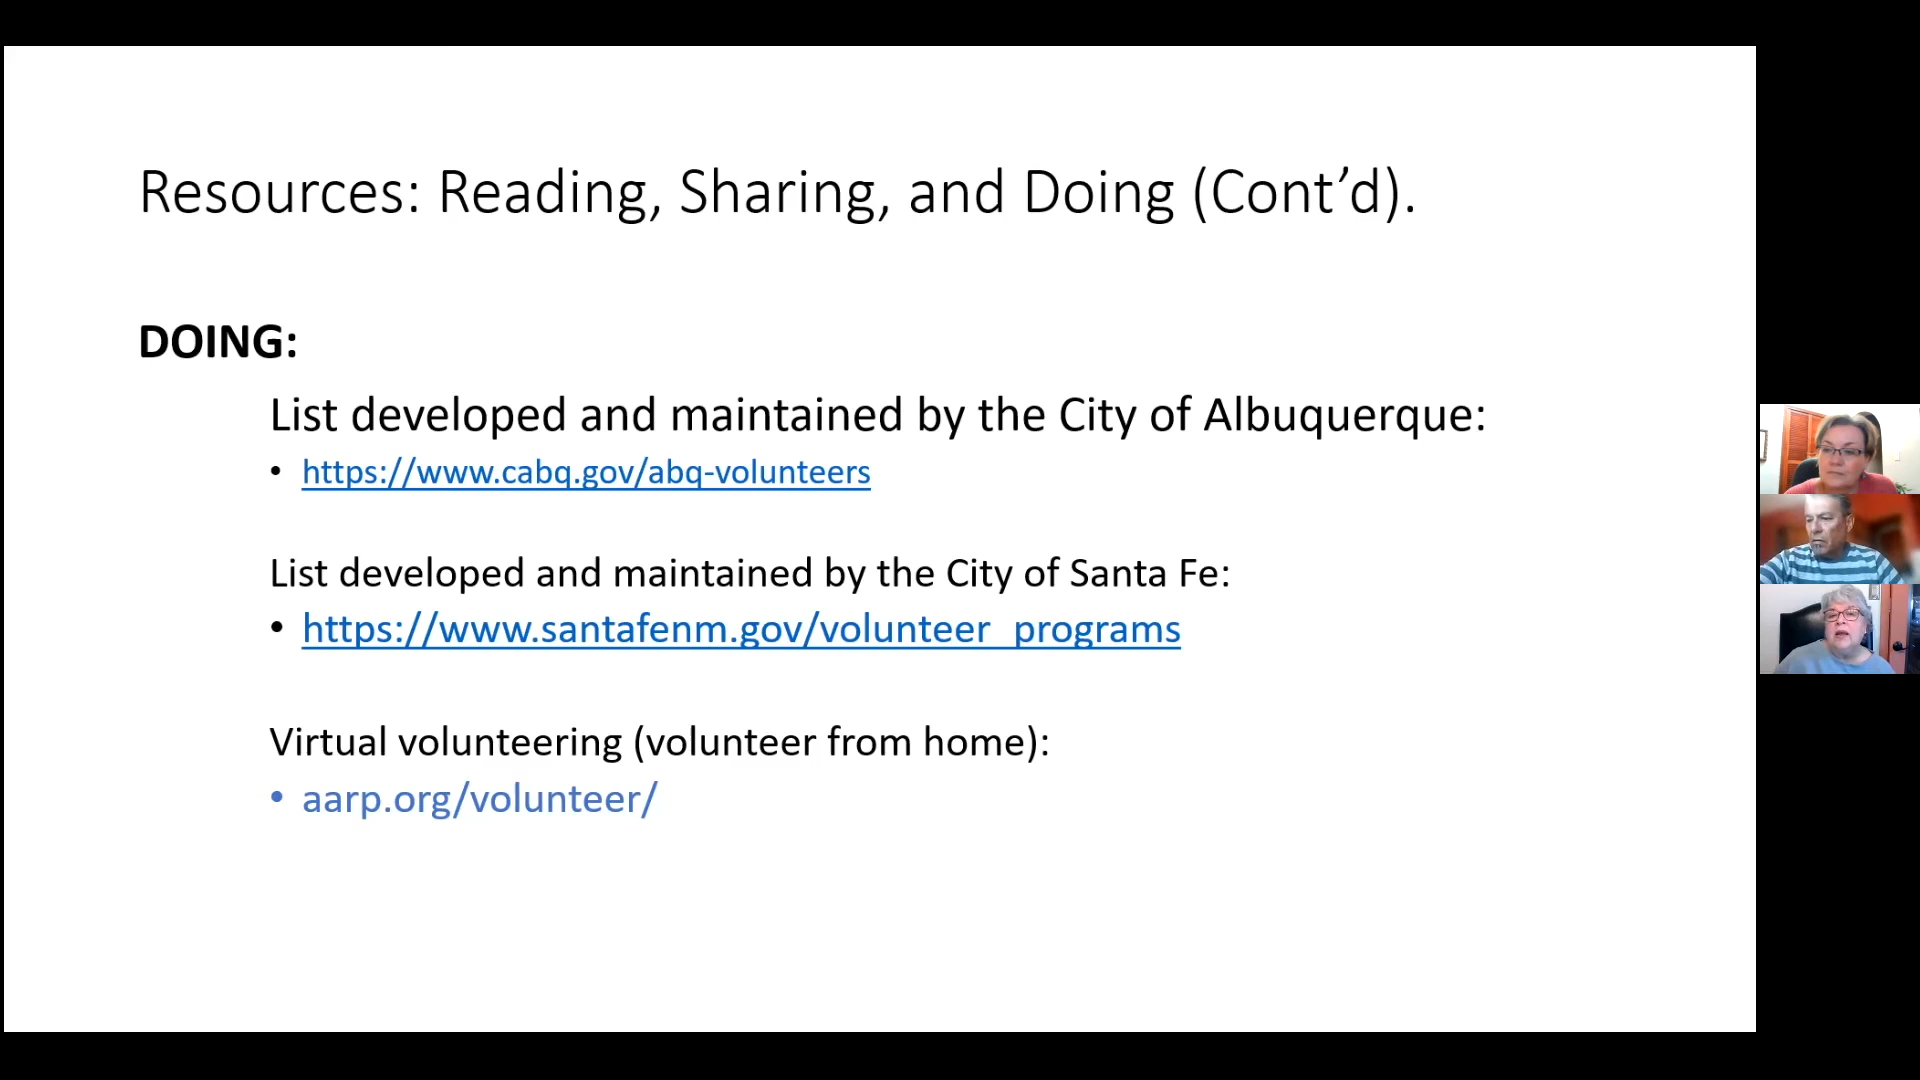 Resources: Reading, Sharing, and Doing (Cont’d).
DOING:
List developed and maintained by the City of Albuquerque:
• https://www.cabq.gov/abq-volunteers
List developed and maintained by the City of Santa Fe:
• https://www.santafenm.gov/volunteer_programs
Virtual volunteering (volunteer from home):
• aarp.org/volunteer/